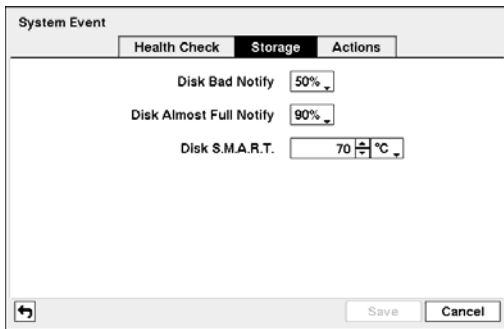 System Event
Health Check Storage Actions
Disk Bad Notify 50%
Disk Almost Full Notify 90%
Disk S.M.A.R.T. 70 °C
Save Cancel